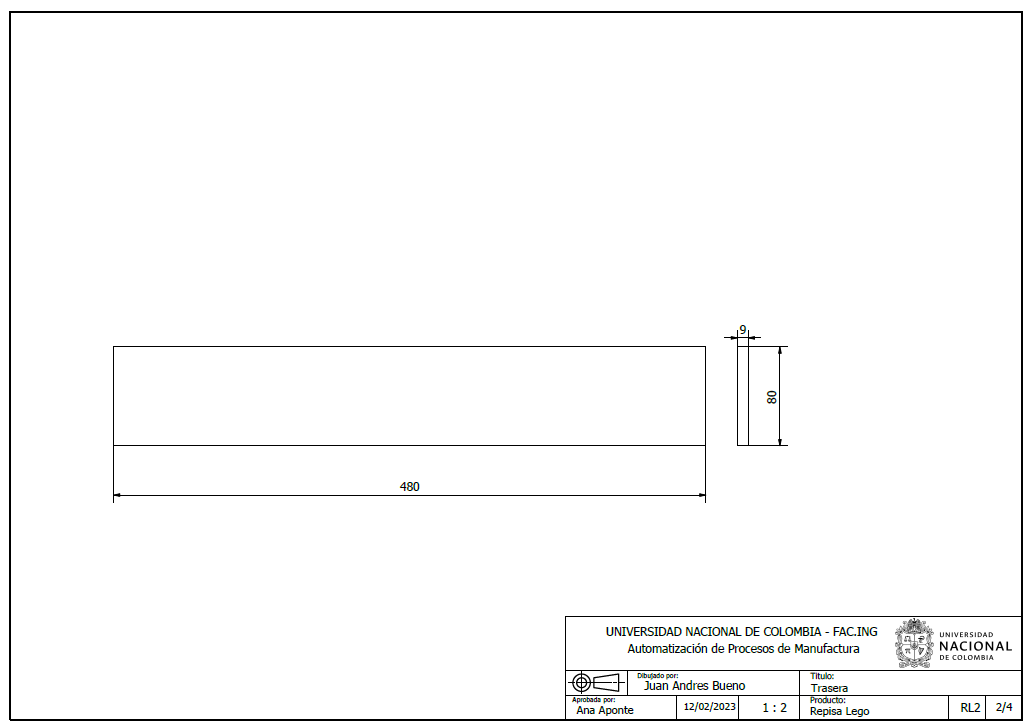 9
80
480
UNIVERSIDAD NACIONAL DE COLOMBIA - FAC.ING
Automatización de Procesos de Manufactura
UNIVERSIDAD
NACIONAL
DE COLOMBIA
Dibujado por:
Juan Andres Bueno
Titulo:
Trasera
Aprobada por:
Ana Aponte
12/02/2023
1 : 2
Producto:
Repisa Lego
RL2
2/4